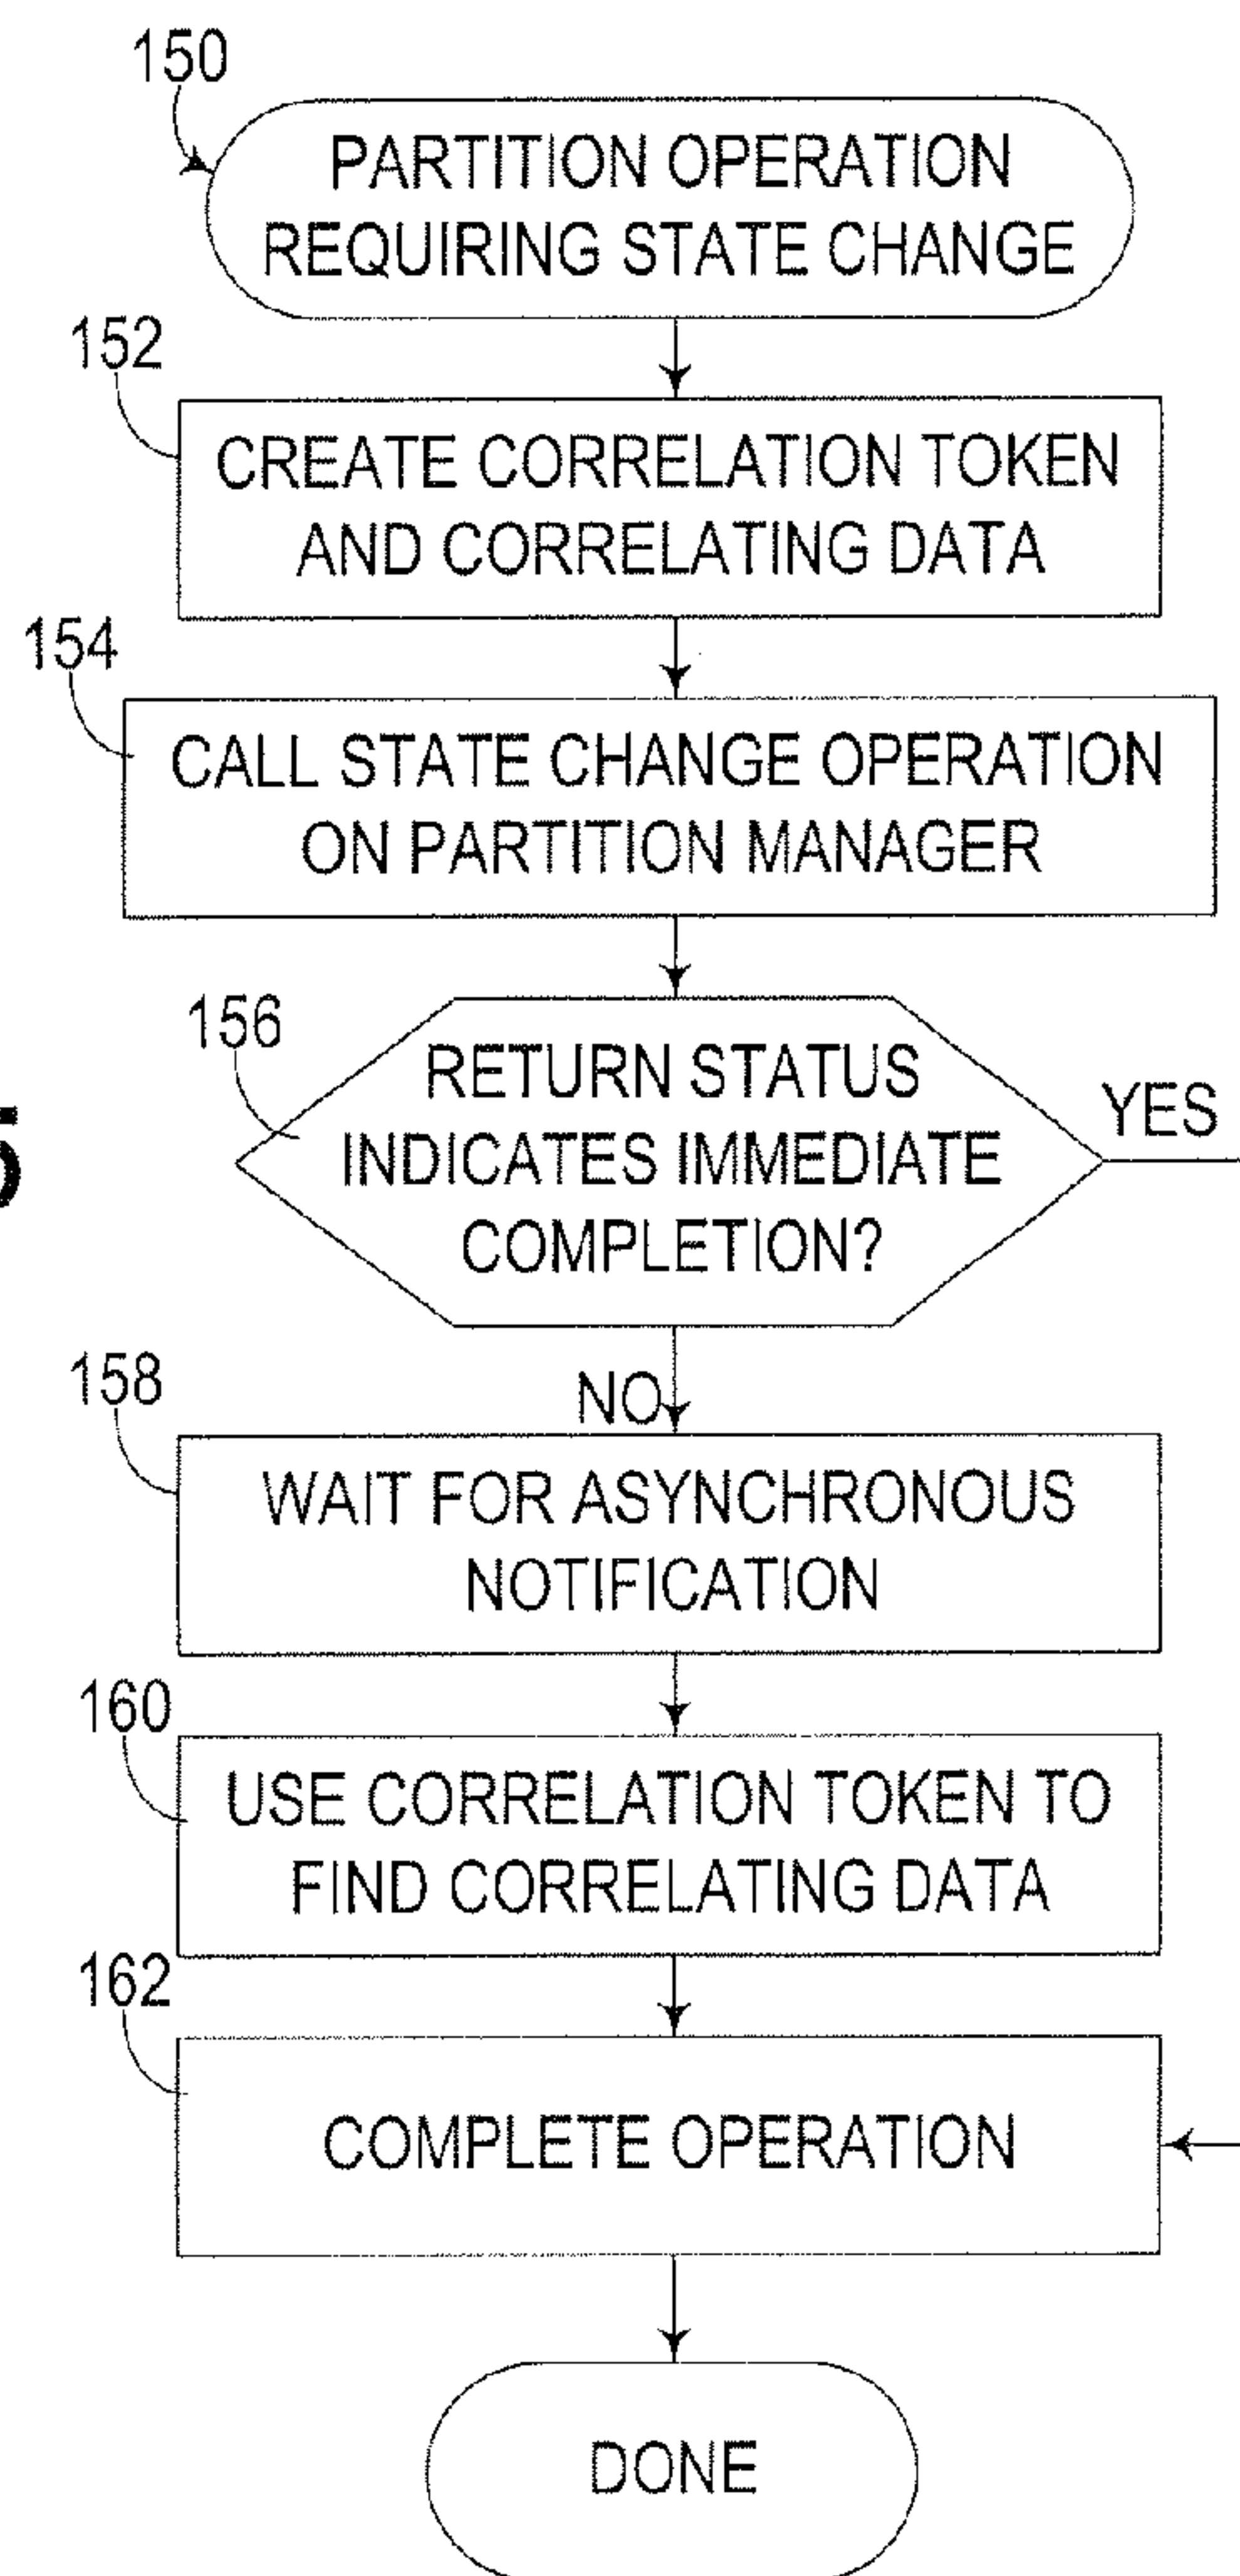 150
PARTITION OPERATION
REQUIRING STATE CHANGE
152
CREATE CORRELATION TOKEN
AND CORRELATING DATA
154
CALL STATE CHANGE OPERATION
ON PARTITION MANAGER
156
RETURN STATUS
INDICATES IMMEDIATE
COMPLETION?
YES
NO
158
WAIT FOR ASYNCHRONOUS
NOTIFICATION
160
USE CORRELATION TOKEN TO
FIND CORRELATING DATA
162
COMPLETE OPERATION
DONE